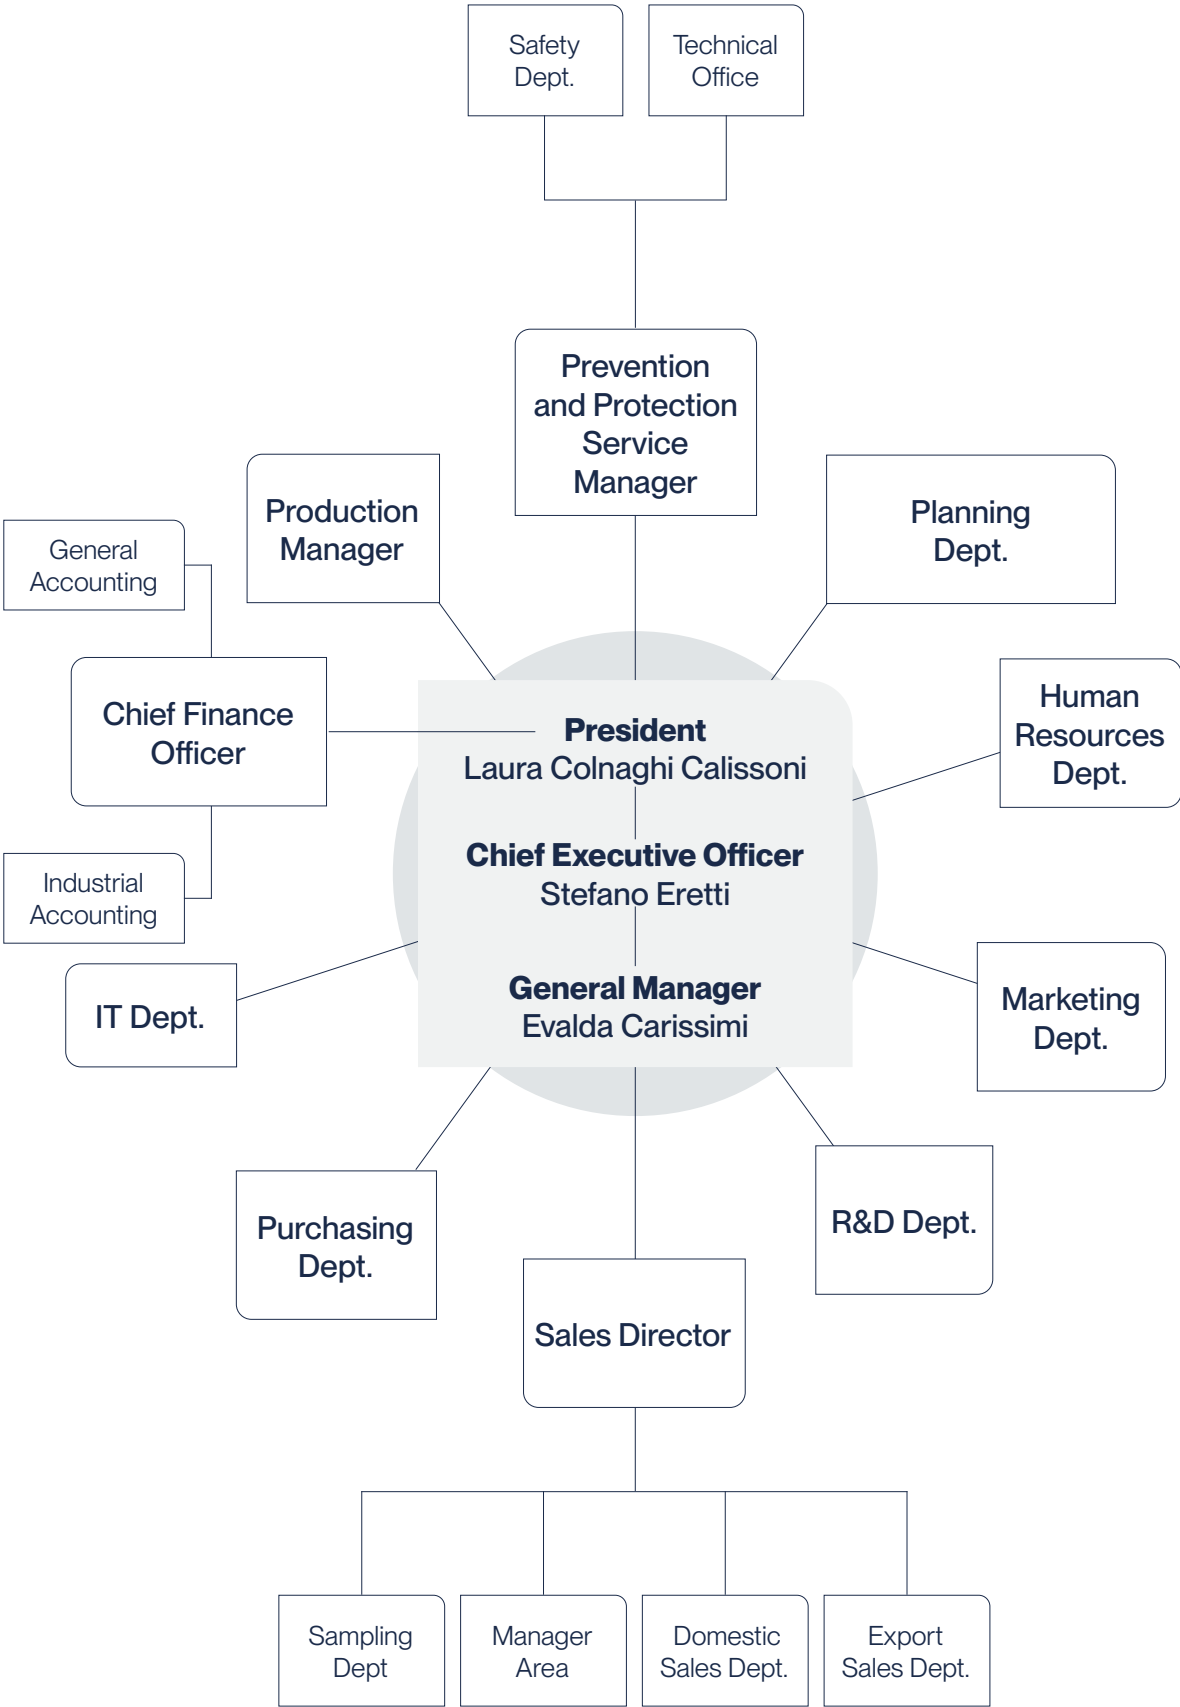 Safety
Dept.
Technical
Office
Prevention
and Protection
Service
Manager
Production
Manager
Planning
Dept.
General
Accounting
Chief Finance
Officer
Industrial
Accounting
Human
Resources
Dept.
President
Laura Colnaghi Calissoni
Chief Executive Officer
Stefano Eretti
General Manager
Evalda Carissimi
IT Dept.
Marketing
Dept.
Purchasing
Dept.
R&D Dept.
Sales Director
Sampling
Dept
Manager
Area
Domestic
Sales Dept.
Export
Sales Dept.